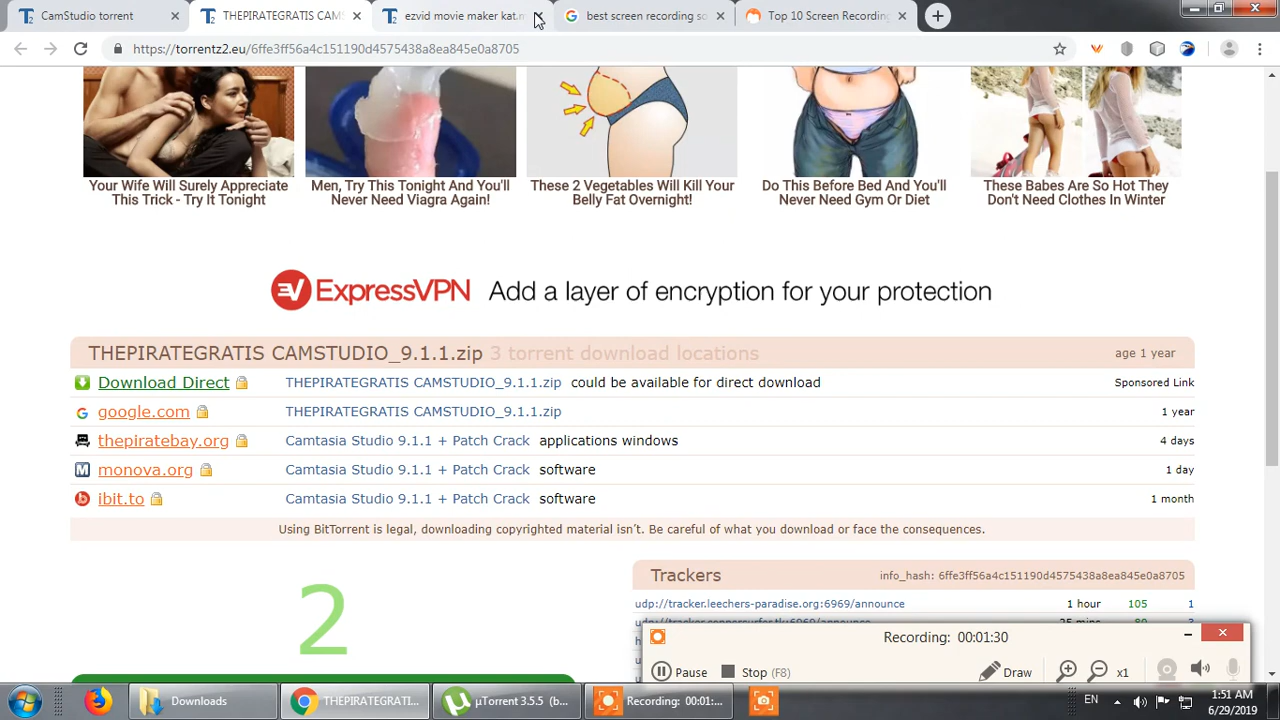 CamStudio torrent
THEPIRATEGRATIS CAMS
ezvid movie maker kat.m
best screen recording so
Top 10 Screen Recording
https://torrentz2.eu/6ffe3ff56a4c151190d4575438a8ea845e0a8705
Your Wife Will Surely Appreciate
This Trick - Try It Tonight
Men, Try This Tonight And You'll
Never Need Viagra Again!
These 2 Vegetables Will Kill Your
Belly Fat Overnight!
Do This Before Bed And You'll
Never Need Gym Or Diet
These Babes Are So Hot They
Don't Need Clothes In Winter
ExpressVPN Add a layer of encryption for your protection
THEPIRATEGRATIS CAMSTUDIO_9.1.1.zip 3 torrent download locations age 1 year
Download Direct THEPIRATEGRATIS CAMSTUDIO_9.1.1.zip could be available for direct download Sponsored Link
google.com THEPIRATEGRATIS CAMSTUDIO_9.1.1.zip 1 year
thepiratebay.org Camtasia Studio 9.1.1 + Patch Crack applications windows 4 days
monova.org Camtasia Studio 9.1.1 + Patch Crack software 1 day
ibit.to Camtasia Studio 9.1.1 + Patch Crack software 1 month
Using BitTorrent is legal, downloading copyrighted material isn't. Be careful of what you download or face the consequences.
2
Trackers info_hash: 6ffe3ff56a4c151190d4575438a8ea845e0a8705
udp://tracker.leechers-paradise.org:6969/announce 1 hour 105 1
Recording: 00:01:30
Pause Stop (F8) Draw x1
Downloads
THEPIRATEGRATI...
µTorrent 3.5.5 (b...
Recording: 00:01:...
EN
1:51 AM
6/29/2019